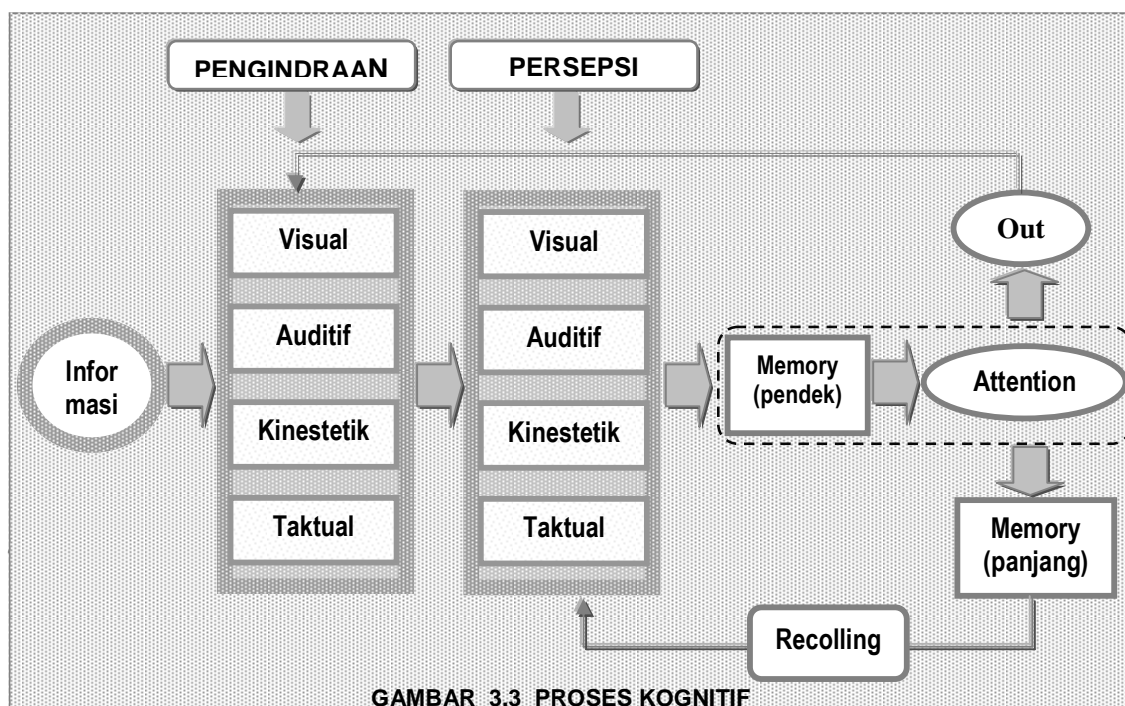 PENGINDRAAN
PERSEPSI
Visual
Auditif
Kinestetik
Taktual
Visual
Auditif
Kinestetik
Taktual
Infor
masi
Memory
(pendek)
Attention
Out
Memory
(panjang)
Recolling
GAMBAR 3.3 PROSES KOGNITIF